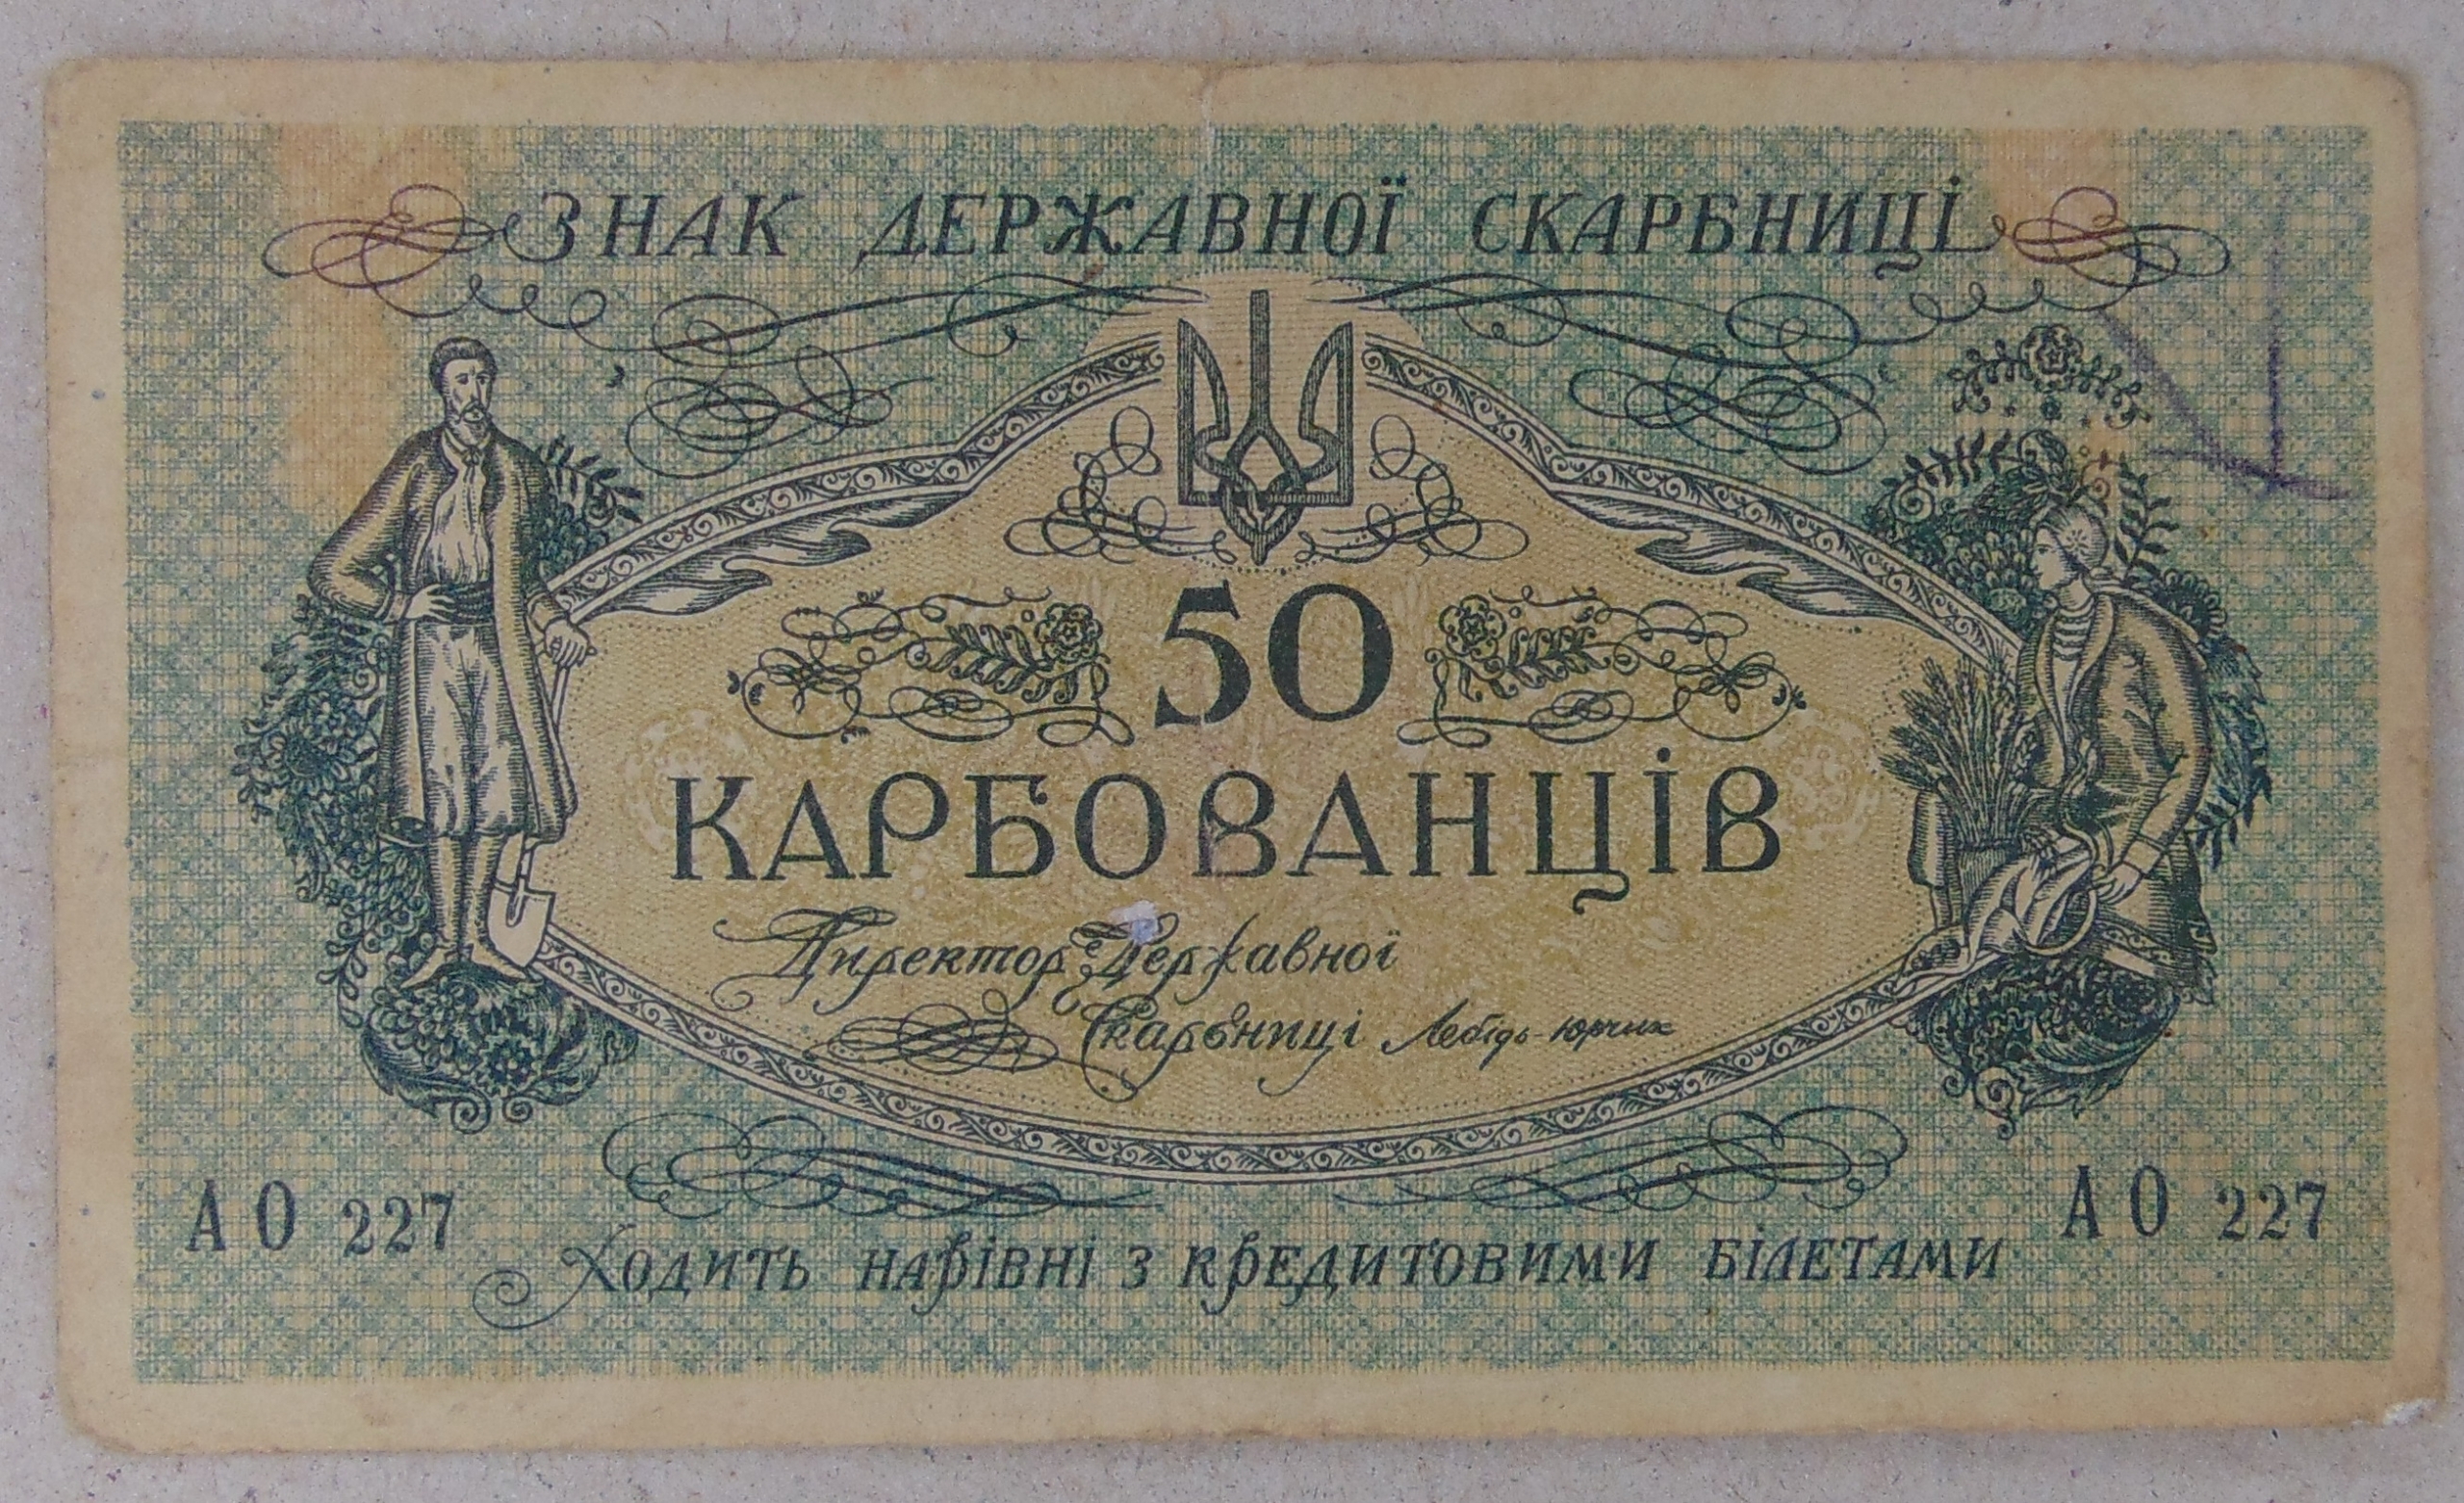 ЗНАК ДЕРЖАВНОЇ СКАРБНИЦІ
50
КАРБОВАНЦІВ
Директор Державної
Скарбниці Лебідь-Юрчик
АО 227
АО 227
Ходить нарівні з кредитовими білетами